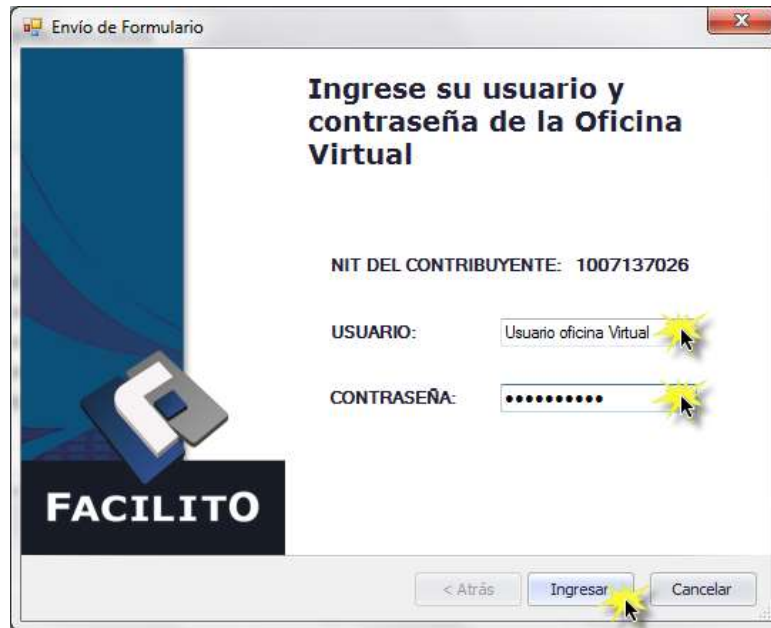 Envío de Formulario
Ingrese su usuario y
contraseña de la Oficina
Virtual
NIT DEL CONTRIBUYENTE: 1007137026
USUARIO: Usuario oficina Virtual
CONTRASEÑA: ●●●●●●●●●●
FACILITO
< Atrás Ingresar Cancelar